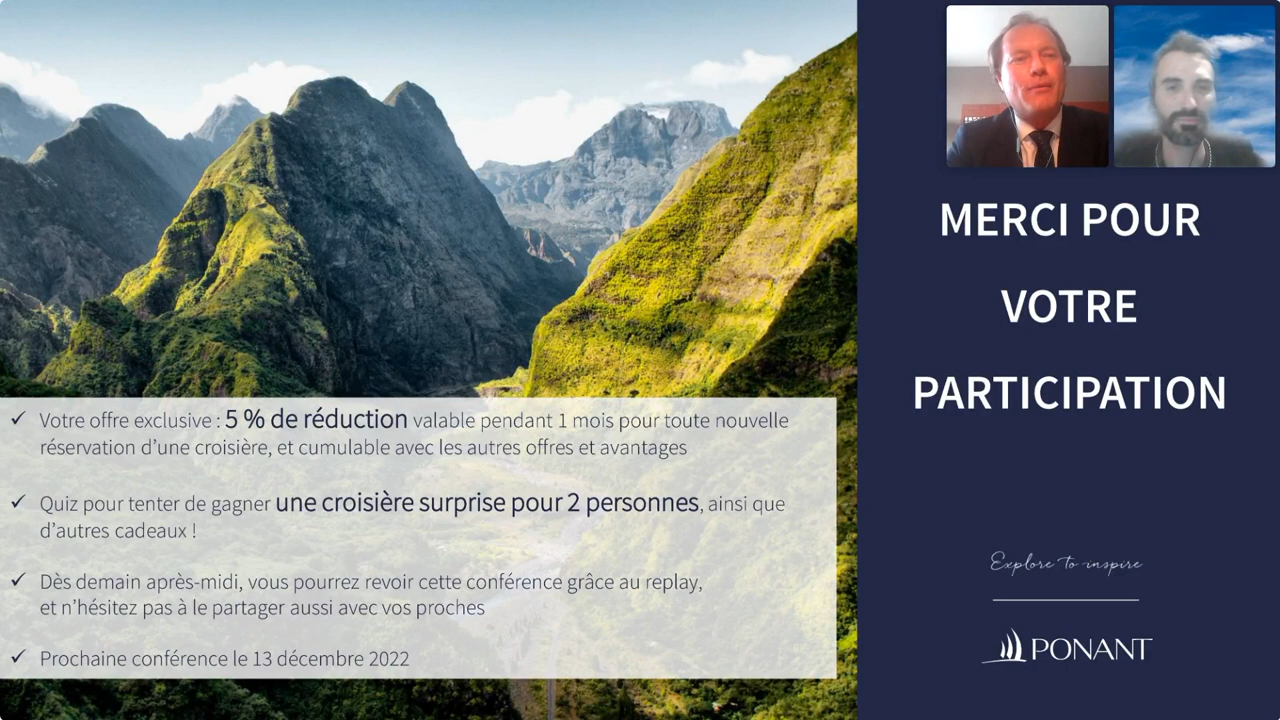 MERCI POUR
VOTRE
PARTICIPATION
✓ Votre offre exclusive : 5 % de réduction valable pendant 1 mois pour toute nouvelle
réservation d’une croisière, et cumulable avec les autres offres et avantages
✓ Quiz pour tenter de gagner une croisière surprise pour 2 personnes, ainsi que
d’autres cadeaux !
✓ Dès demain après-midi, vous pourrez revoir cette conférence grâce au replay,
et n’hésitez pas à le partager aussi avec vos proches
✓ Prochaine conférence le 13 décembre 2022
Explore to inspire
PONANT